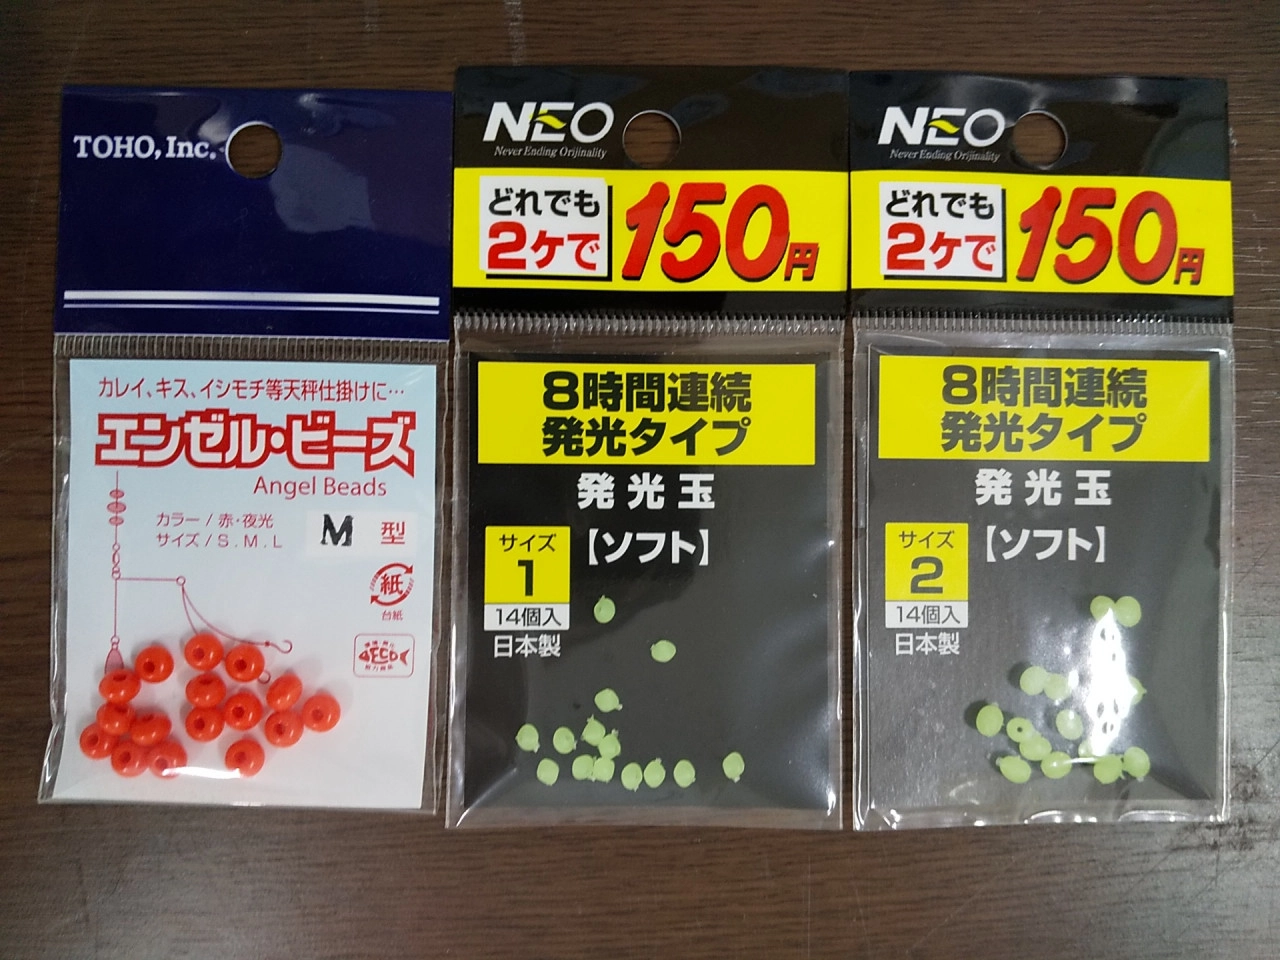 TOHO, Inc.
カレイ、キス、イシモチ等天秤仕掛けに…
エンゼル・ビーズ
Angel Beads
カラー / 赤・夜光
サイズ / S. M. L
M 型
紙
台紙
ECO
NEO
Never Ending Orijinality
どれでも
2ケで
150円
8時間連続
発光タイプ
発光玉
【ソフト】
サイズ
1
14個入
日本製
NEO
Never Ending Orijinality
どれでも
2ケで
150円
8時間連続
発光タイプ
発光玉
【ソフト】
サイズ
2
14個入
日本製